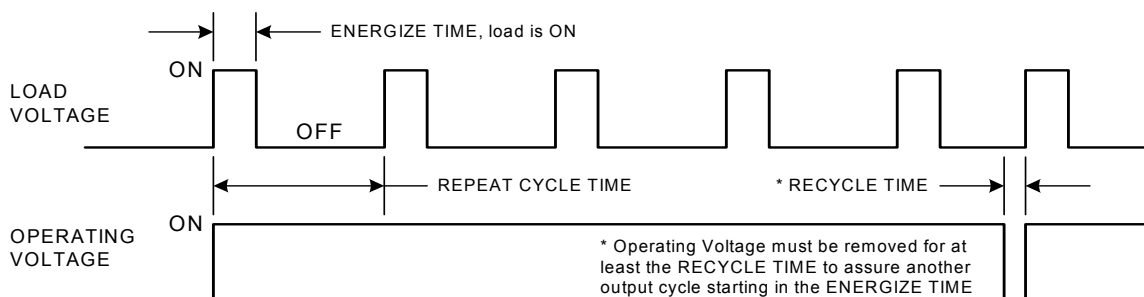 ENERGIZE TIME, load is ON
ON
LOAD
VOLTAGE
OFF
REPEAT CYCLE TIME
* RECYCLE TIME
ON
OPERATING
VOLTAGE
* Operating Voltage must be removed for at
least the RECYCLE TIME to assure another
output cycle starting in the ENERGIZE TIME